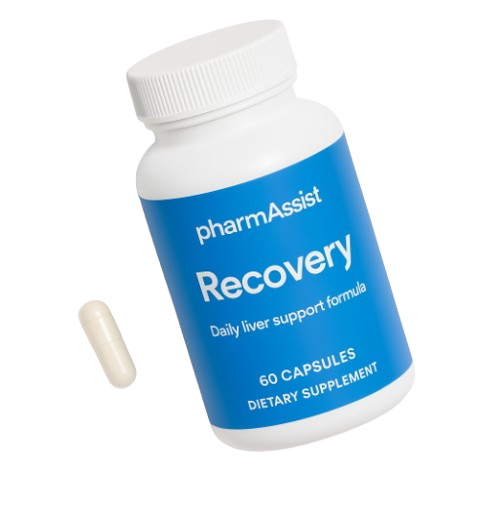 pharmAssist
Recovery
Daily liver support formula
60 CAPSULES
DIETARY SUPPLEMENT